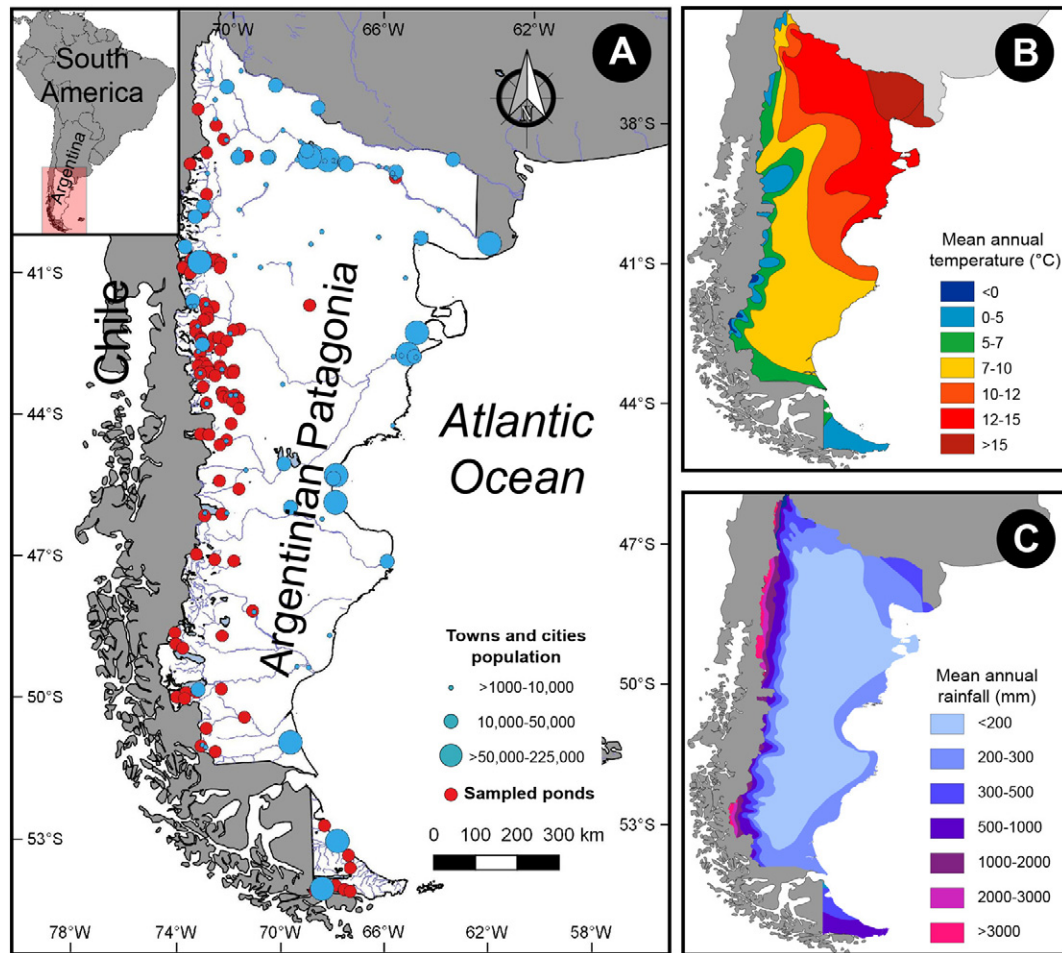 South
America
Argentina
70°W
66°W
62°W
A
N
38°S
41°S
44°S
47°S
50°S
53°S
Chile
Argentinian Patagonia
Atlantic
Ocean
Towns and cities
population
>1000-10,000
10,000-50,000
>50,000-225,000
Sampled ponds
0 100 200 300 km
41°S
44°S
47°S
50°S
53°S
78°W
74°W
70°W
66°W
62°W
58°W
B
Mean annual
temperature (°C)
<0
0-5
5-7
7-10
10-12
12-15
>15
C
Mean annual
rainfall (mm)
<200
200-300
300-500
500-1000
1000-2000
2000-3000
>3000